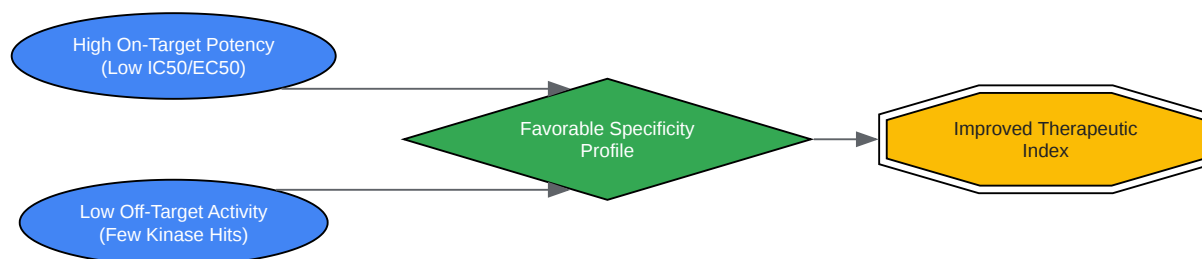 High On-Target Potency
(Low IC50/EC50)
Favorable Specificity
Profile
Improved Therapeutic
Index
Low Off-Target Activity
(Few Kinase Hits)